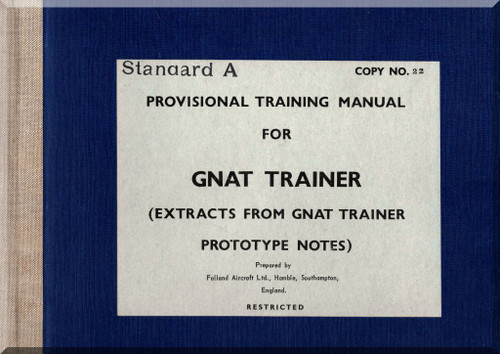 Standard A
COPY NO. 22
PROVISIONAL TRAINING MANUAL
FOR
GNAT TRAINER
(EXTRACTS FROM GNAT TRAINER
PROTOTYPE NOTES)
Prepared by
Folland Aircraft Ltd., Hamble, Southampton,
England.
RESTRICTED